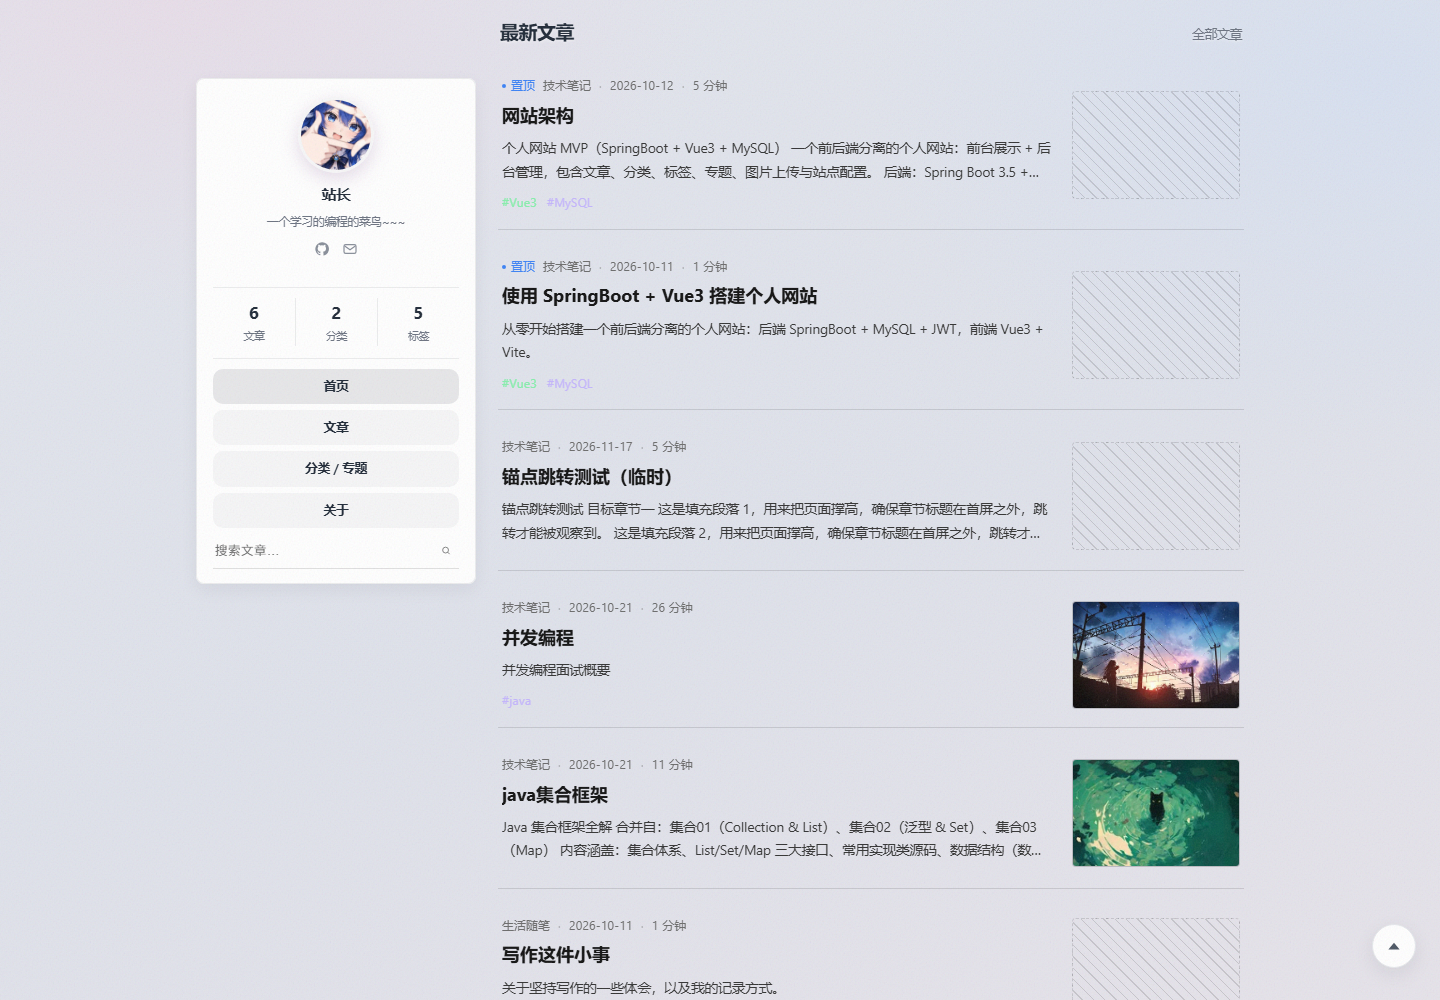 最新文章
全部文章
站长
一个学习的编程的菜鸟~~~
6
文章
2
分类
5
标签
首页
文章
分类 / 专题
关于
搜索文章...
置顶 技术笔记 · 2026-10-12 · 5 分钟
网站架构
个人网站 MVP（SpringBoot + Vue3 + MySQL） 一个前后端分离的个人网站：前台展示 + 后
台管理，包含文章、分类、标签、专题、图片上传与站点配置。 后端：Spring Boot 3.5 +...
#Vue3 #MySQL
置顶 技术笔记 · 2026-10-11 · 1 分钟
使用 SpringBoot + Vue3 搭建个人网站
从零开始搭建一个前后端分离的个人网站：后端 SpringBoot + MySQL + JWT，前端 Vue3 +
Vite。
#Vue3 #MySQL
技术笔记 · 2026-11-17 · 5 分钟
锚点跳转测试（临时）
锚点跳转测试 目标章节一 这是填充段落 1，用来把页面撑高，确保章节标题在首屏之外，跳
转才能被观察到。 这是填充段落 2，用来把页面撑高，确保章节标题在首屏之外，跳转才...
技术笔记 · 2026-10-21 · 26 分钟
并发编程
并发编程面试概要
#java
技术笔记 · 2026-10-21 · 11 分钟
java集合框架
Java 集合框架全解 合并自：集合01（Collection & List）、集合02（泛型 & Set）、集合03
（Map） 内容涵盖：集合体系、List/Set/Map 三大接口、常用实现类源码、数据结构（数...
生活随笔 · 2026-10-11 · 1 分钟
写作这件小事
关于坚持写作的一些体会，以及我的记录方式。